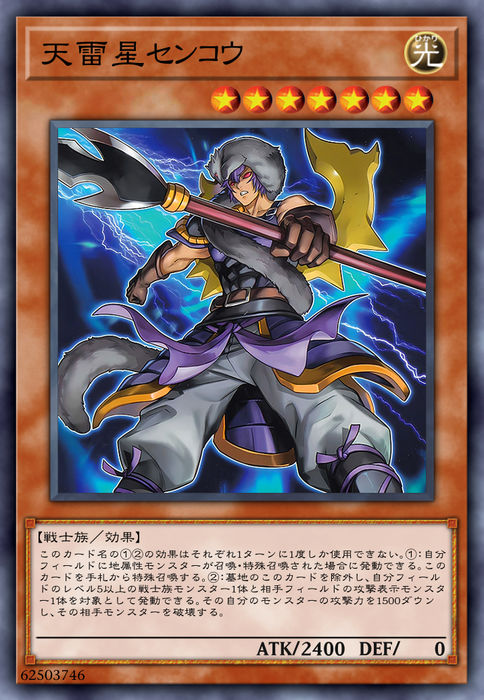 天雷星センコウ
ひかり
光
【戦士族／効果】
このカード名の①②の効果はそれぞれ1ターンに1度しか使用できない。①:自分
フィールドに地属性モンスターが召喚・特殊召喚された場合に発動できる。この
カードを手札から特殊召喚する。②:墓地のこのカードを除外し、自分フィール
ドのレベル5以上の戦士族モンスター1体と相手フィールドの攻撃表示モンスタ
ー1体を対象として発動できる。その自分のモンスターの攻撃力を1500ダウン
し、その相手モンスターを破壊する。
ATK/2400 DEF/ 0
62503746